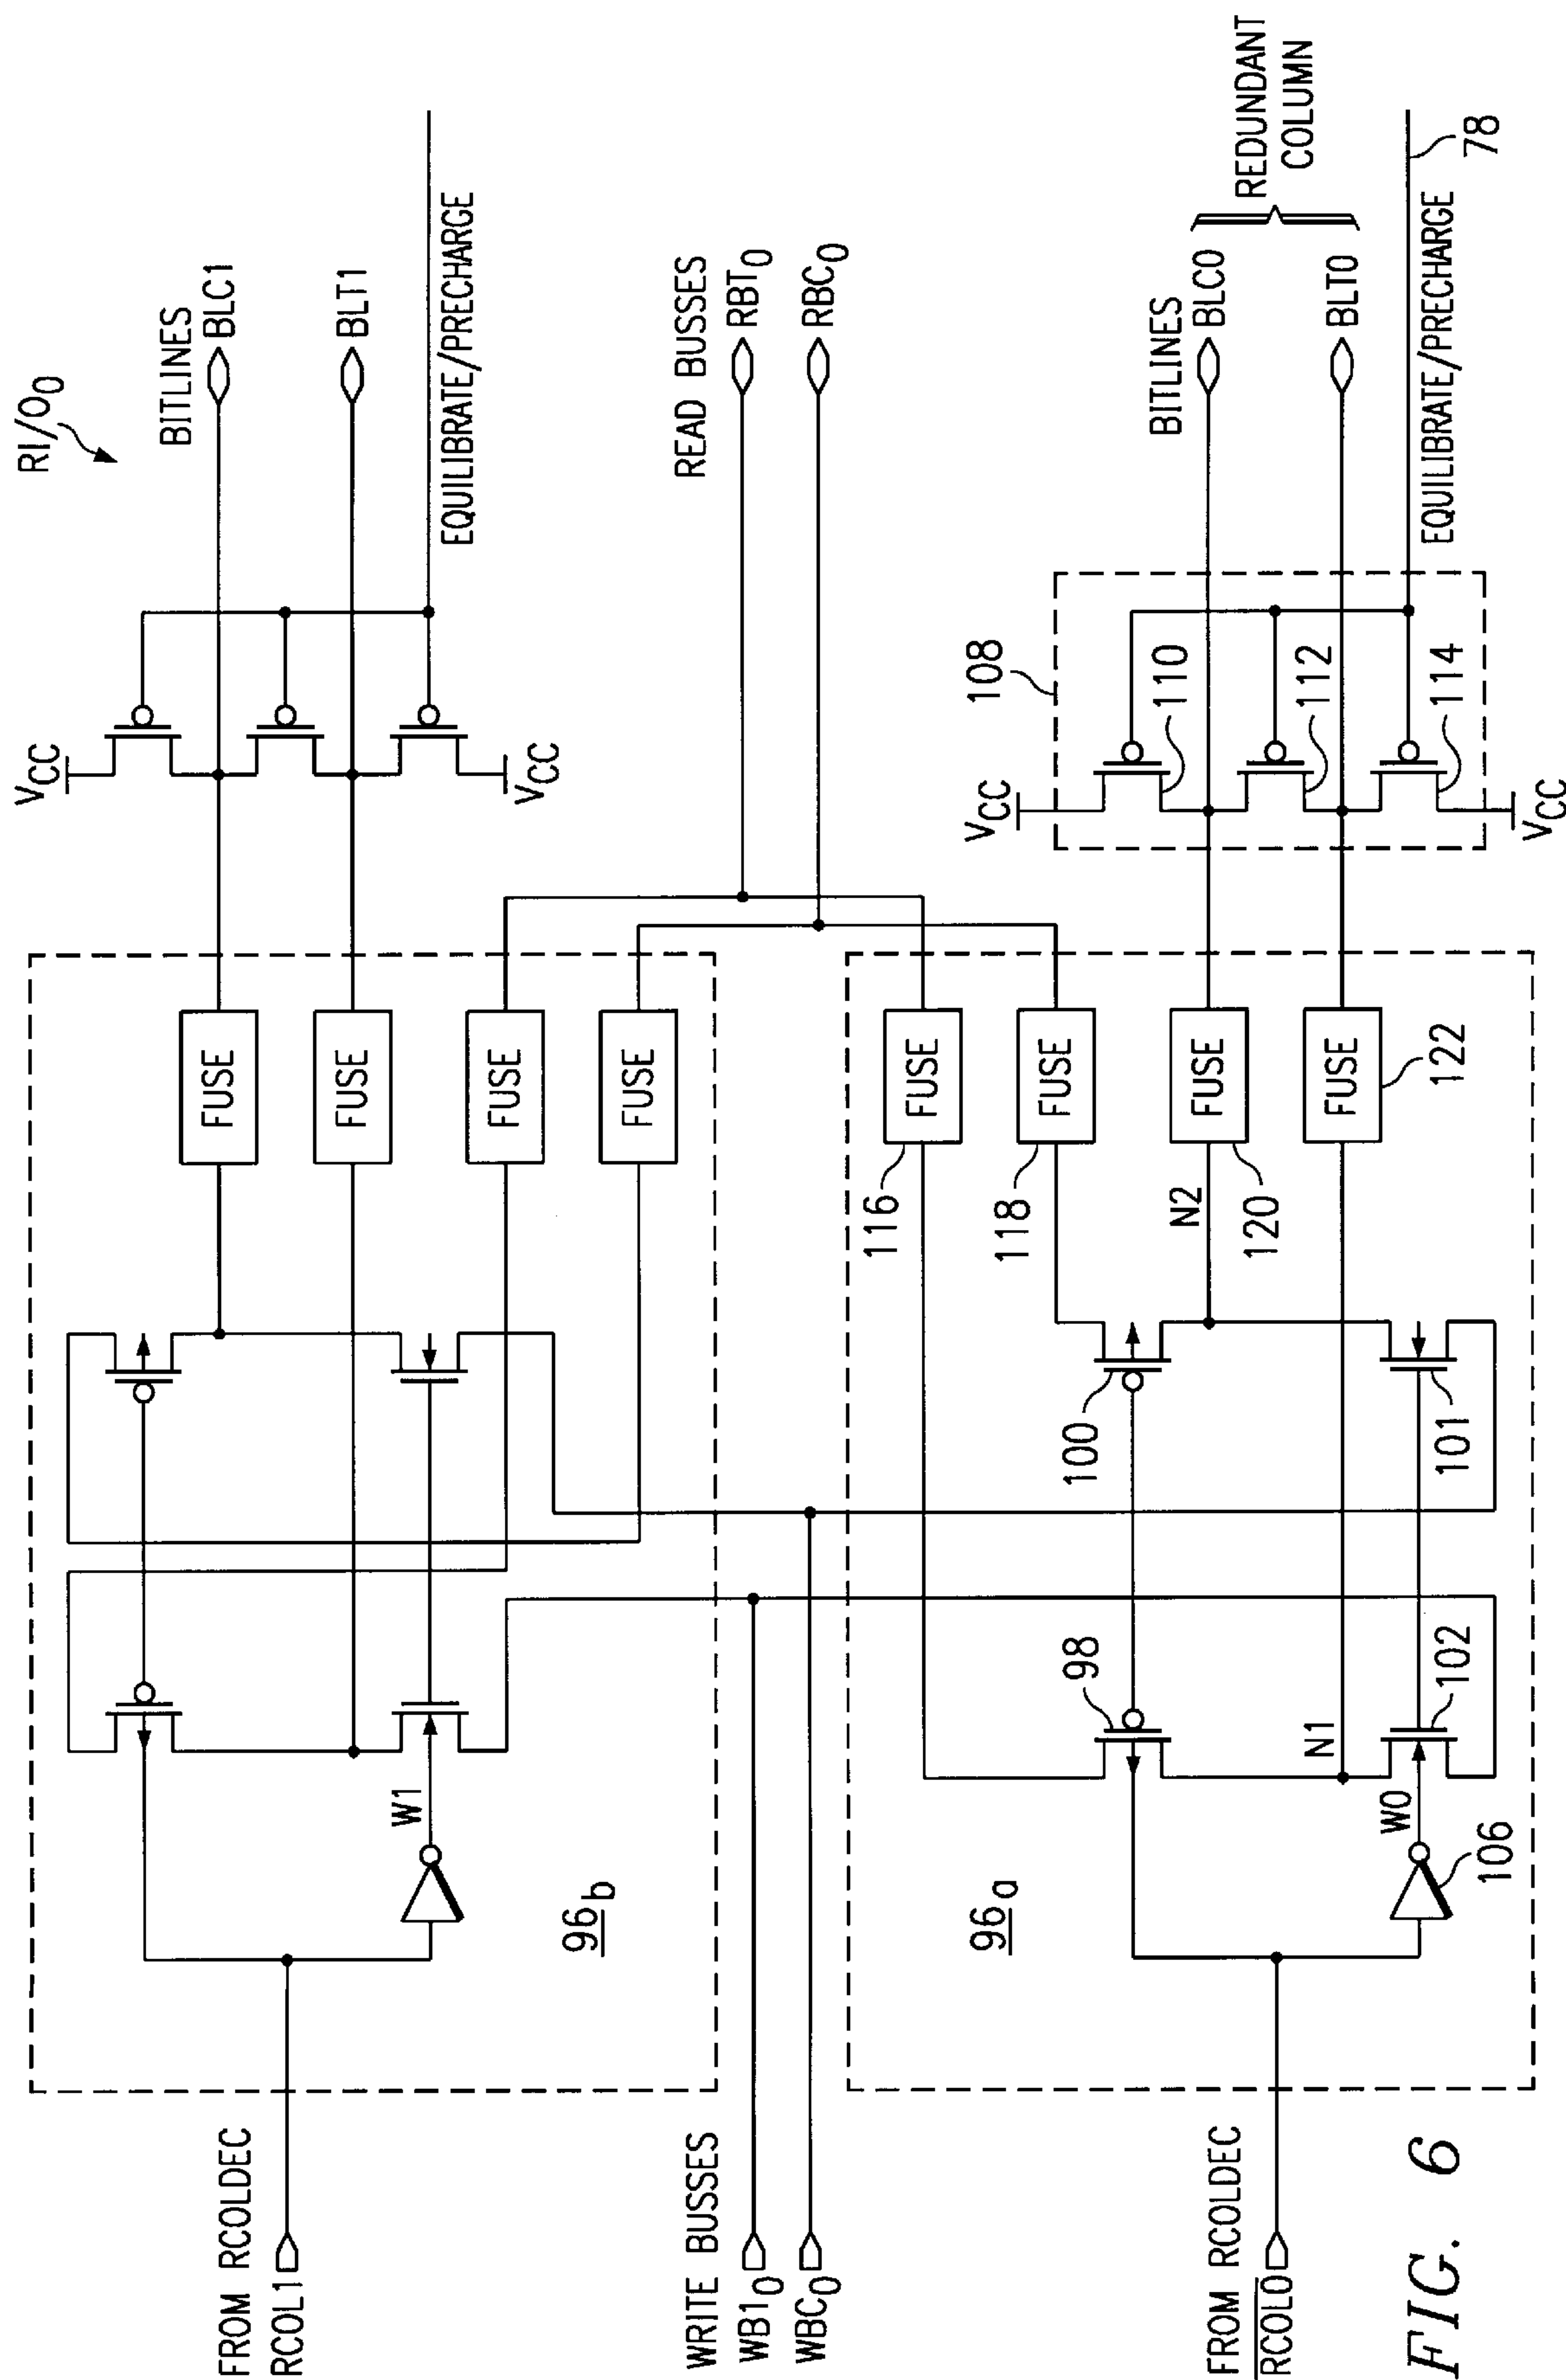 RI/O0
VCC
BITLINES
BLC1
BLT1
EQUILIBRATE/PRECHARGE
VCC
FUSE
FUSE
FUSE
FUSE
W1
96b
FROM RCOLDEC
RCOL1
READ BUSSES
RBT0
RBC0
WRITE BUSSES
WB10
WBC0
108
VCC
110
112
114
VCC
BITLINES
BLC0
BLT0
REDUNDANT
COLUMN
EQUILIBRATE/PRECHARGE
78
FUSE
FUSE
FUSE
FUSE
116
118
120
122
N2
100
101
98
102
N1
W0
106
96a
FROM RCOLDEC
RCOL0
FIG. 6